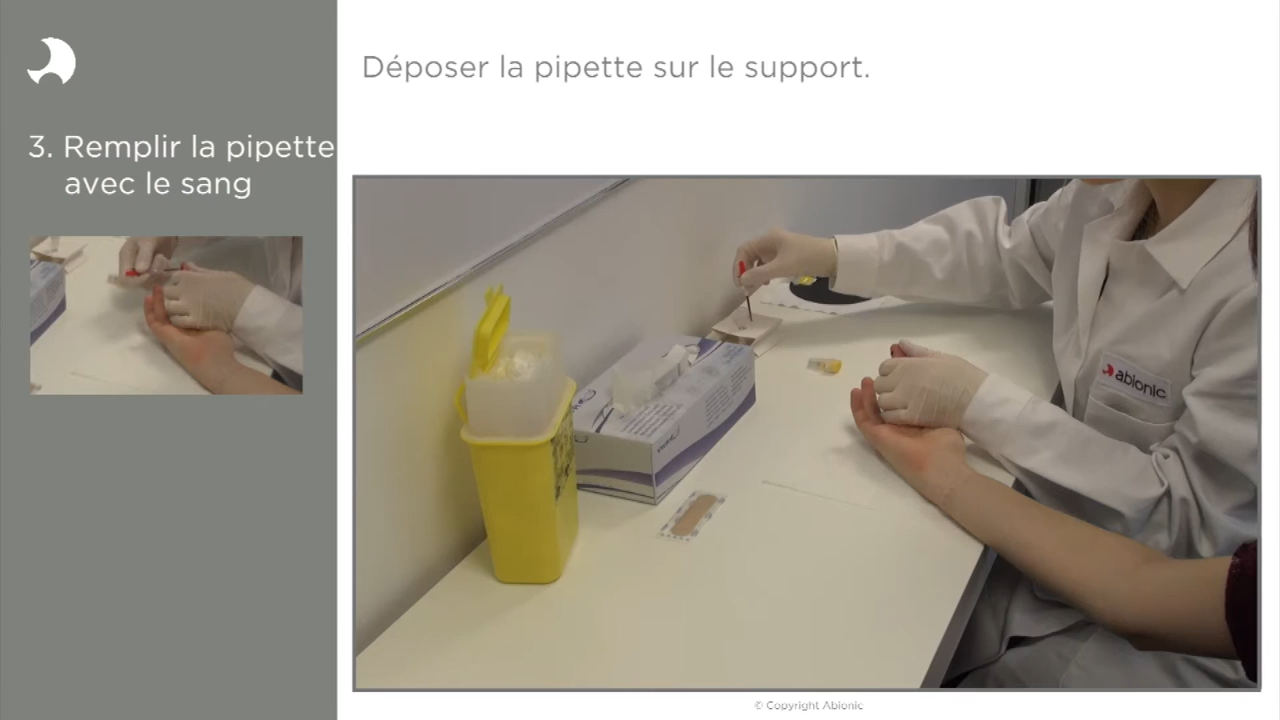 Déposer la pipette sur le support.
3. Remplir la pipette
avec le sang
abionic
© Copyright Abionic